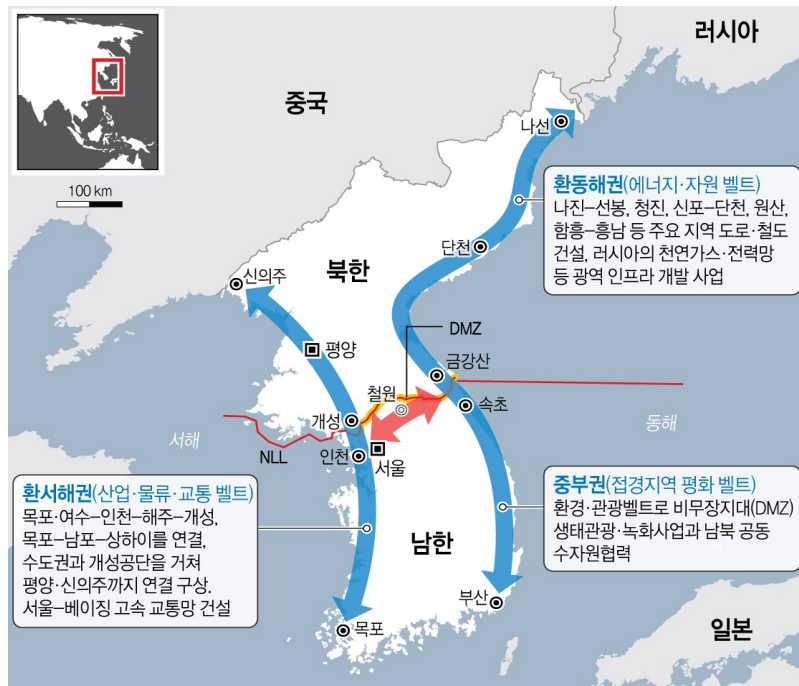 러시아
중국
100 km
나선
환동해권(에너지·자원 벨트)
나진–선봉, 청진, 신포–단천, 원산,
함흥–흥남 등 주요 지역 도로·철도
건설, 러시아의 천연가스·전력망
등 광역 인프라 개발 사업
단천
북한
신의주
DMZ
평양
금강산
철원
속초
개성
서해
동해
NLL
인천
서울
환서해권(산업·물류·교통 벨트)
목포·여수–인천–해주–개성,
목포–남포–상하이를 연결,
수도권과 개성공단을 거쳐
평양·신의주까지 연결 구상,
서울–베이징 고속 교통망 건설
중부권(접경지역 평화 벨트)
환경·관광벨트로 비무장지대(DMZ)
생태관광·녹화사업과 남북 공동
수자원협력
남한
부산
목포
일본